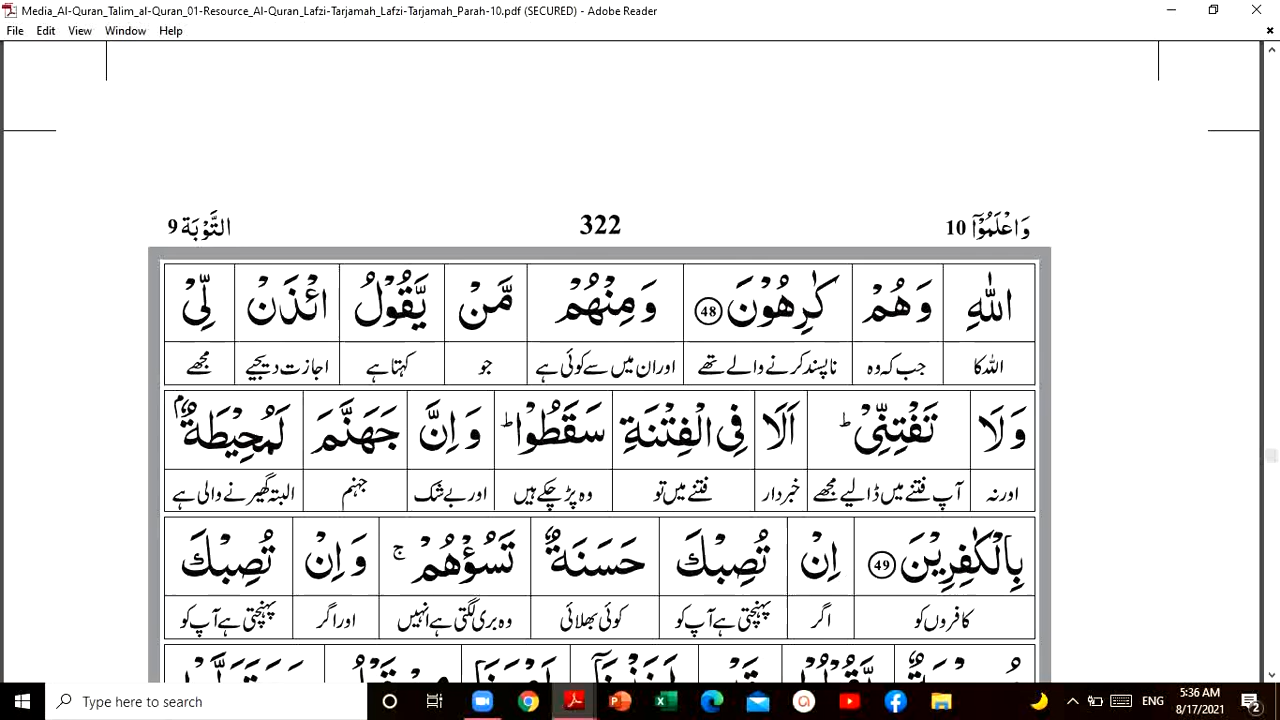 Media_Al-Quran_Talim_al-Quran_01-Resource_Al-Quran_Lafzi-Tarjamah_Lafzi-Tarjamah_Parah-10.pdf (SECURED) - Adobe Reader
File Edit View Window Help
وَاعْلَمُوْٓا 10 322 التَّوْبَة 9
اللّٰهِ وَهُمْ كٰرِهُوْنَ 48 وَمِنْهُمْ مَّنْ يَّقُوْلُ ائْذَنْ لِّيْ
اللہ کا جب کہ وہ ناپسند کرنے والے تھے اور ان میں سے کوئی ہے جو کہتا ہے اجازت دیجیے مجھے
وَلَا تَفْتِنِّيْ ؕ اَلَا فِي الْفِتْنَةِ سَقَطُوْا ؕ وَاِنَّ جَهَنَّمَ لَمُحِيْطَةٌۢ
اور نہ آپ فتنے میں ڈالیے مجھے خبردار فتنے میں تو وہ پڑ چکے ہیں اور بے شک جہنم البتہ گھیرنے والی ہے
بِالْكٰفِرِيْنَ 49 اِنْ تُصِبْكَ حَسَنَةٌ تَسُؤْهُمْ ۚ وَاِنْ تُصِبْكَ
کافروں کو اگر پہنچتی ہے آپ کو کوئی بھلائی وہ بری لگتی ہے انہیں اور اگر پہنچتی ہے آپ کو
Type here to search ENG 5:36 AM
8/17/2021 2